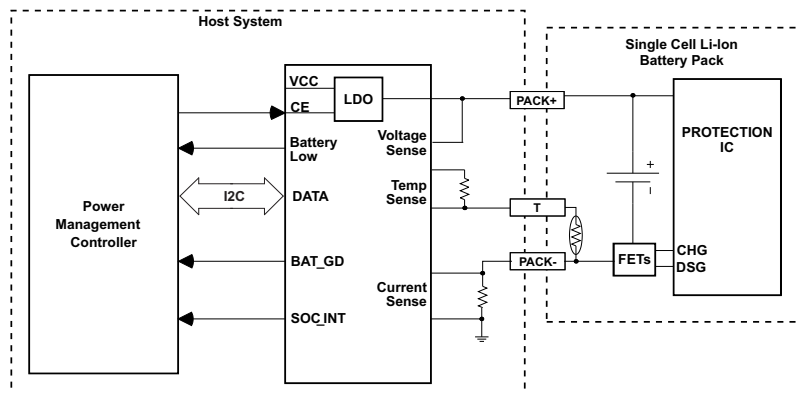 Host System
Single Cell Li-Ion
Battery Pack
VCC
LDO
CE
PACK+
PROTECTION
IC
Battery
Low
Voltage
Sense
Temp
Sense
Power
Management
Controller
I2C
DATA
T
+
–
BAT_GD
PACK-
FETs
CHG
DSG
Current
Sense
SOC_INT